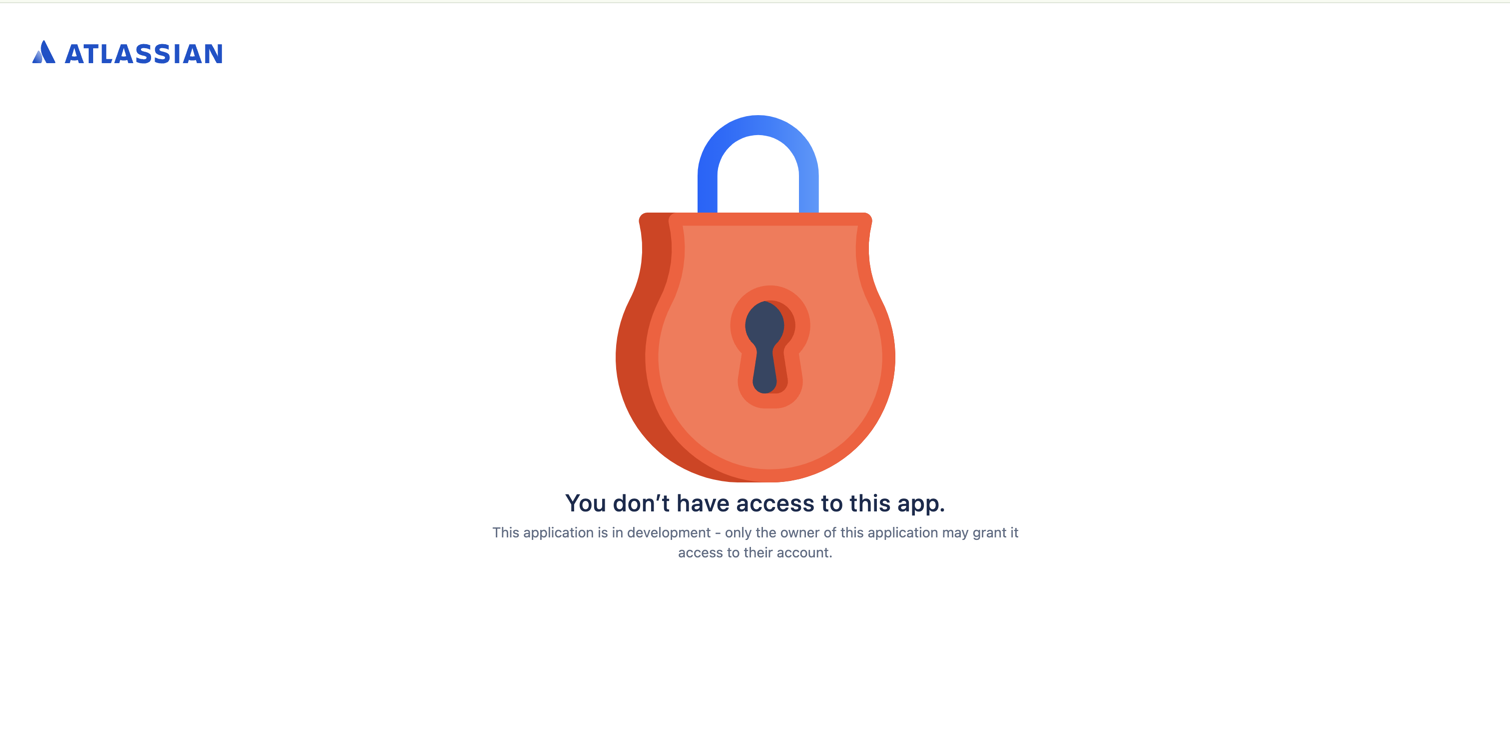 ATLASSIAN
You don’t have access to this app.
This application is in development - only the owner of this application may grant it
access to their account.